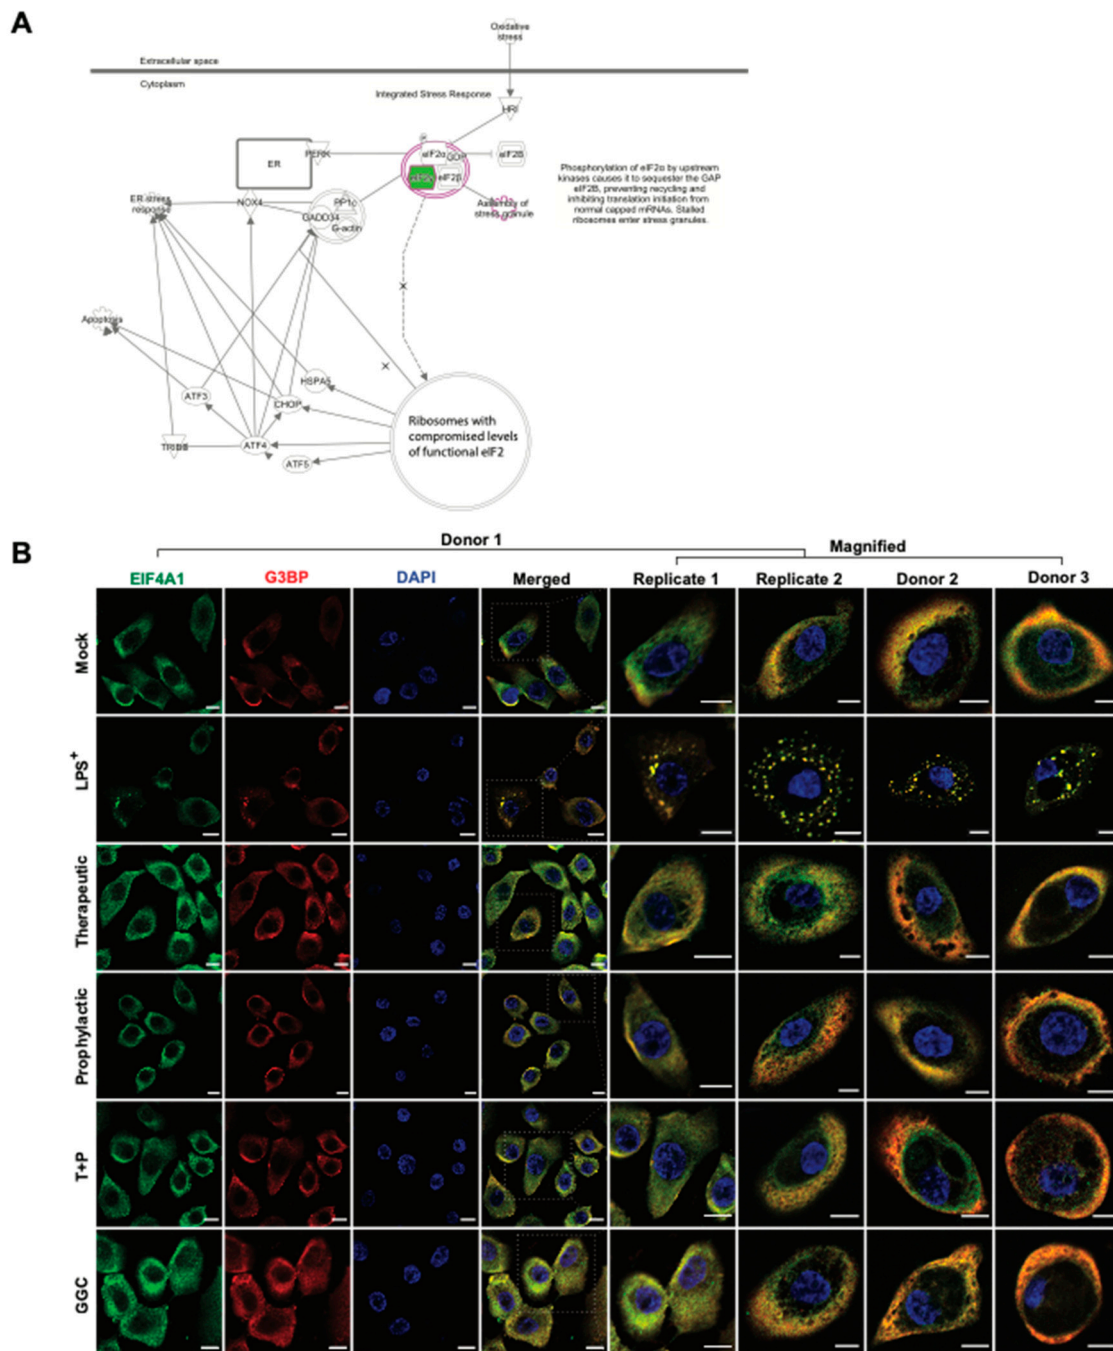 A
Oxidative
stress
Extracellular space
Cytoplasm
Integrated Stress Response
HRI
P
eIF2α
GDP
eIF2B
PERK
ER
eIF2γ
eIF2β
Phosphorylation of eIF2α by upstream
kinases causes it to sequester the GAP
eIF2B, preventing recycling and
inhibiting translation initiation from
normal capped mRNAs. Stalled
ribosomes enter stress granules.
ER stress
response
NOX4
PP1c
GADD34
G-actin
Assembly of
stress granule
Apoptosis
HSPA5
ATF3
CHOP
TRIB3
ATF4
ATF5
Ribosomes with
compromised levels
of functional eIF2
B
Donor 1
Magnified
EIF4A1
G3BP
DAPI
Merged
Replicate 1
Replicate 2
Donor 2
Donor 3
Mock
LPS+
Therapeutic
Prophylactic
T+P
GGC